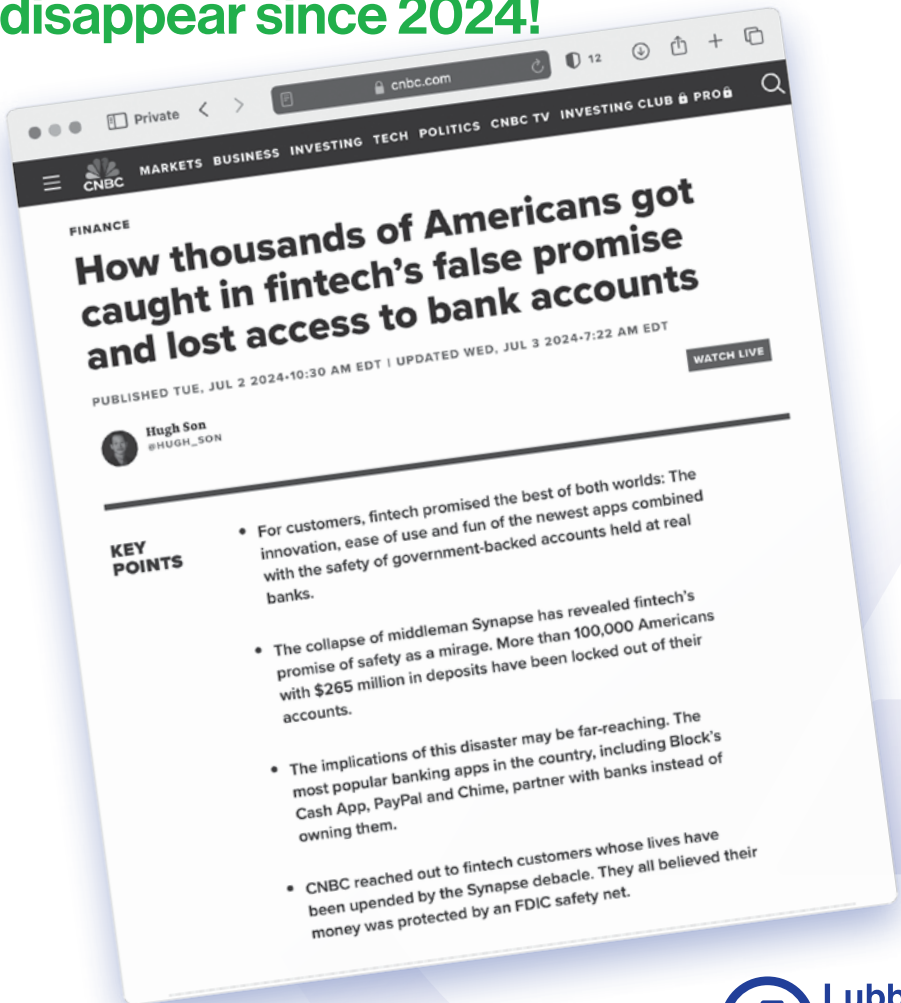 disappear since 2024!
Private
cnbc.com
12
CNBC
MARKETS BUSINESS INVESTING TECH POLITICS CNBC TV INVESTING CLUB PRO
FINANCE
How thousands of Americans got
caught in fintech's false promise
and lost access to bank accounts
PUBLISHED TUE, JUL 2 2024•10:30 AM EDT | UPDATED WED, JUL 3 2024•7:22 AM EDT
WATCH LIVE
Hugh Son
@HUGH_SON
KEY
POINTS
• For customers, fintech promised the best of both worlds: The
innovation, ease of use and fun of the newest apps combined
with the safety of government-backed accounts held at real
banks.
• The collapse of middleman Synapse has revealed fintech's
promise of safety as a mirage. More than 100,000 Americans
with $265 million in deposits have been locked out of their
accounts.
• The implications of this disaster may be far-reaching. The
most popular banking apps in the country, including Block's
Cash App, PayPal and Chime, partner with banks instead of
owning them.
• CNBC reached out to fintech customers whose lives have
been upended by the Synapse debacle. They all believed their
money was protected by an FDIC safety net.